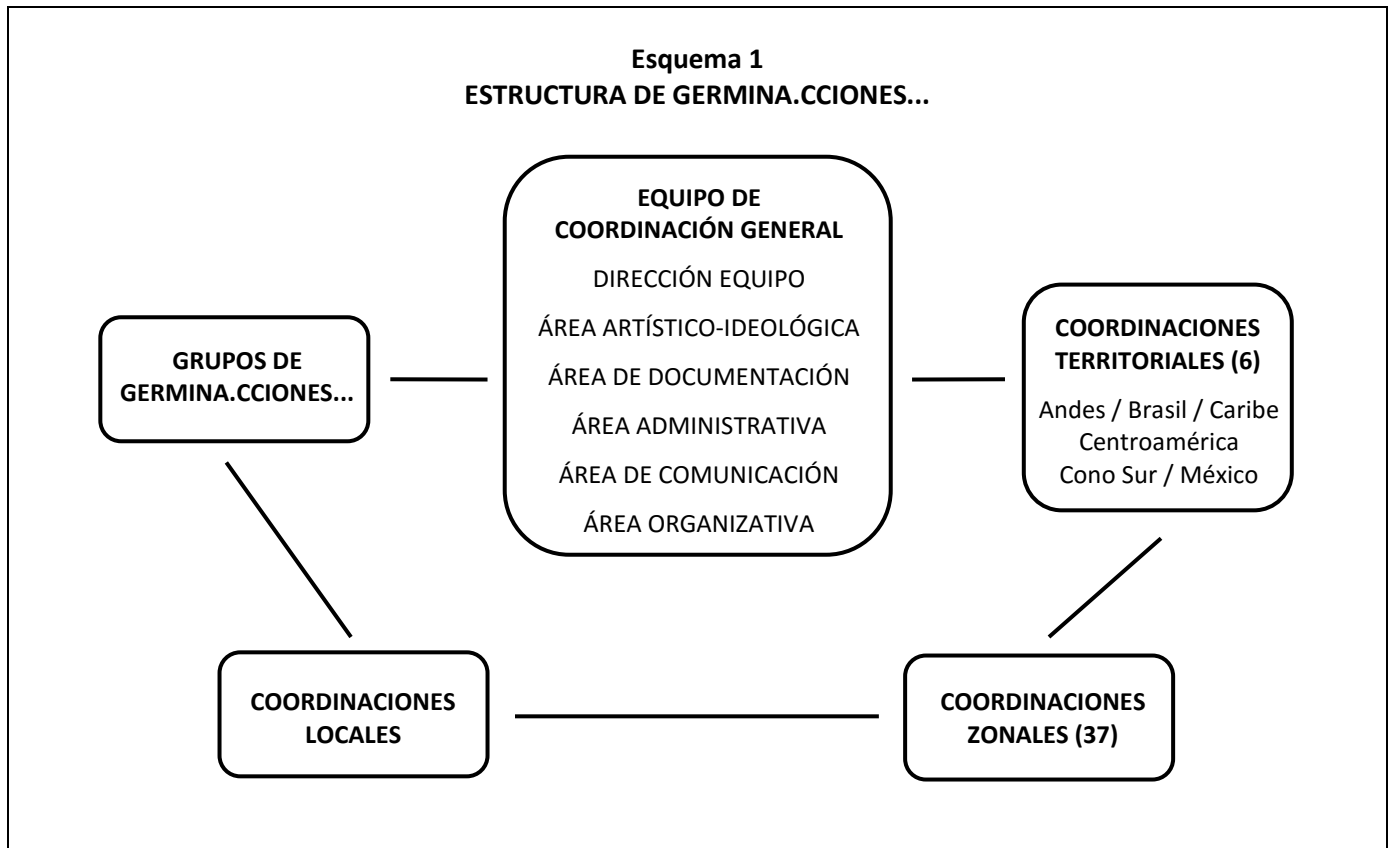 Esquema 1
ESTRUCTURA DE GERMINA.CCIONES...
EQUIPO DE
COORDINACIÓN GENERAL
DIRECCIÓN EQUIPO
ÁREA ARTÍSTICO-IDEOLÓGICA
ÁREA DE DOCUMENTACIÓN
ÁREA ADMINISTRATIVA
ÁREA DE COMUNICACIÓN
ÁREA ORGANIZATIVA
GRUPOS DE
GERMINA.CCIONES...
COORDINACIONES
TERRITORIALES (6)
Andes / Brasil / Caribe
Centroamérica
Cono Sur / México
COORDINACIONES
LOCALES
COORDINACIONES
ZONALES (37)